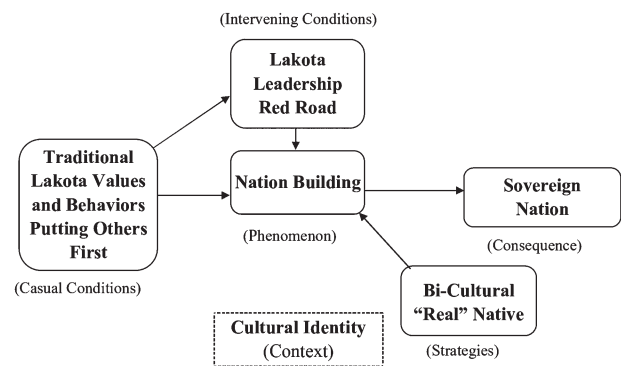 (Intervening Conditions)
Lakota
Leadership
Red Road
Traditional
Lakota Values
and Behaviors
Putting Others
First
(Casual Conditions)
Nation Building
(Phenomenon)
Sovereign
Nation
(Consequence)
Bi-Cultural
“Real” Native
(Strategies)
Cultural Identity
(Context)